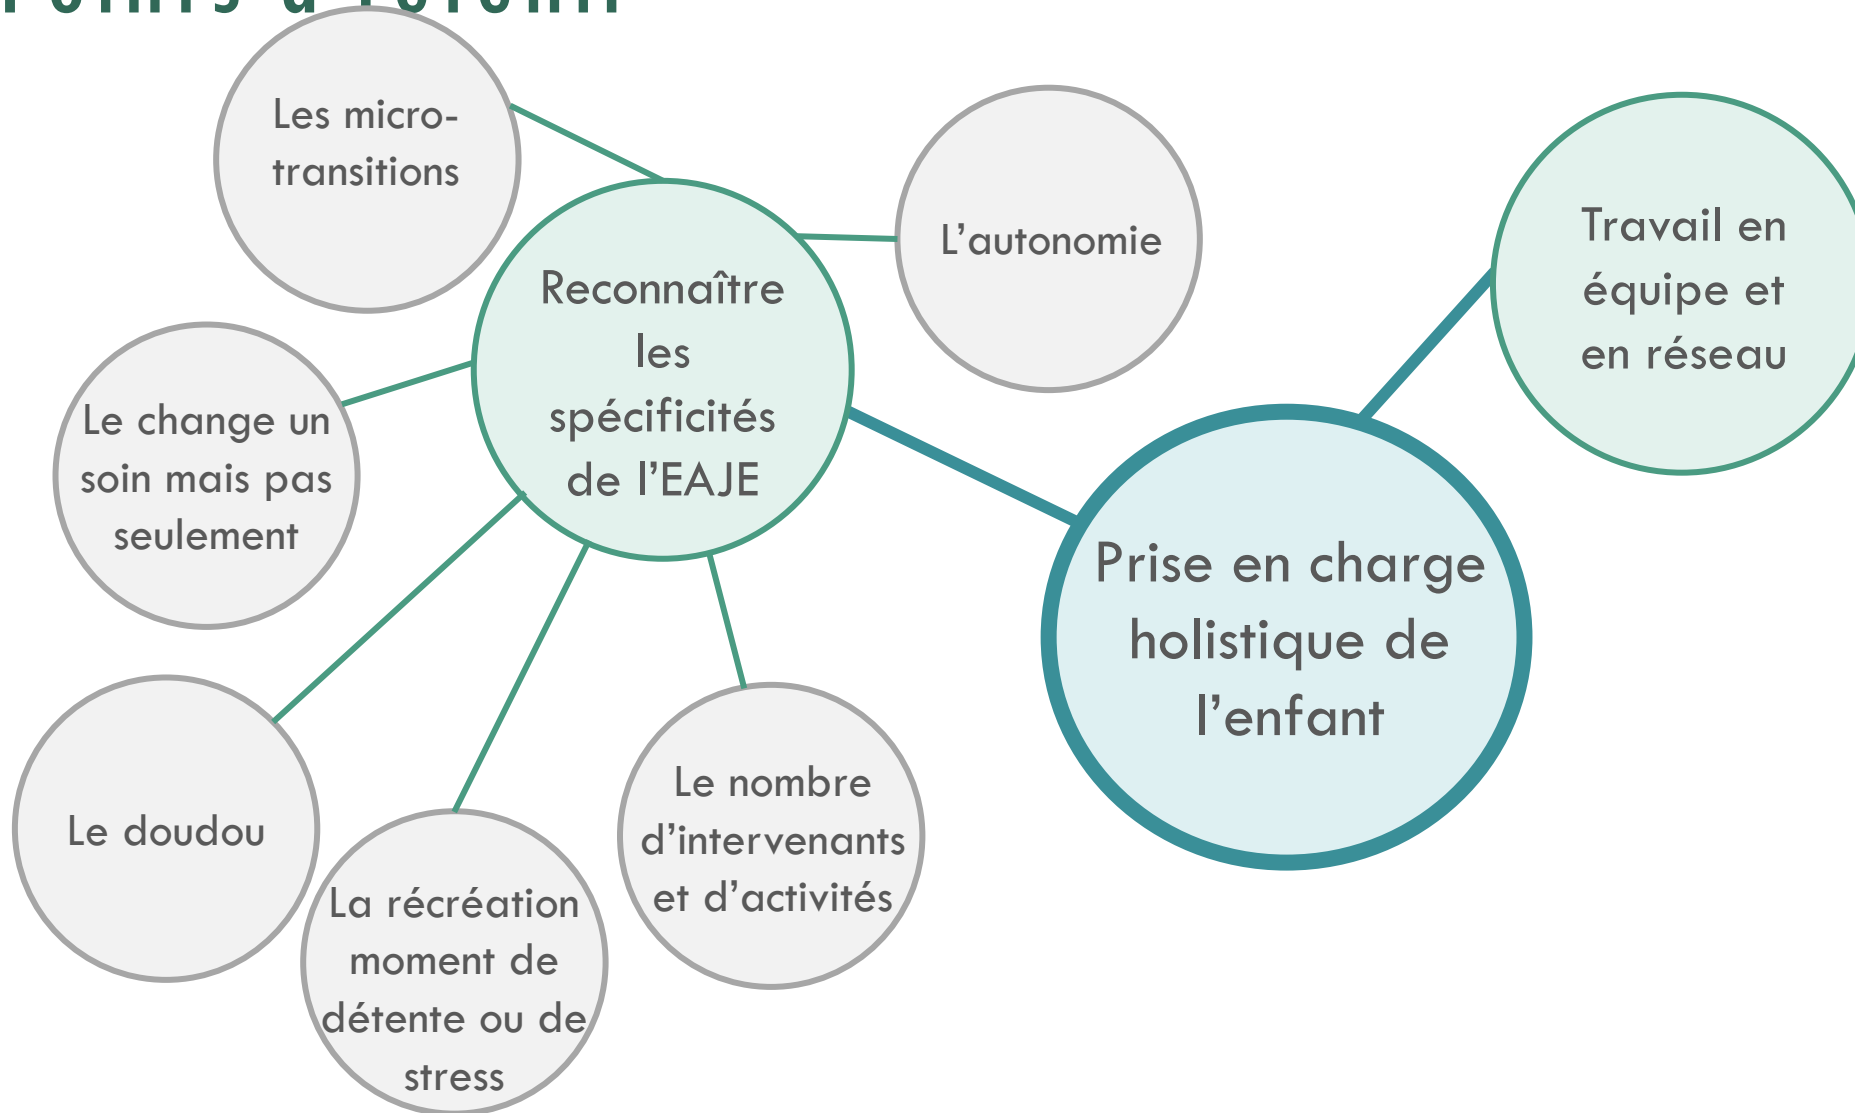 Points à retenir
Les micro-
transitions
L'autonomie
Travail en
équipe et
en réseau
Reconnaître
les
spécificités
de l'EAJE
Le change un
soin mais pas
seulement
Prise en charge
holistique de
l'enfant
Le doudou
Le nombre
d'intervenants
et d'activités
La récréation
moment de
détente ou de
stress